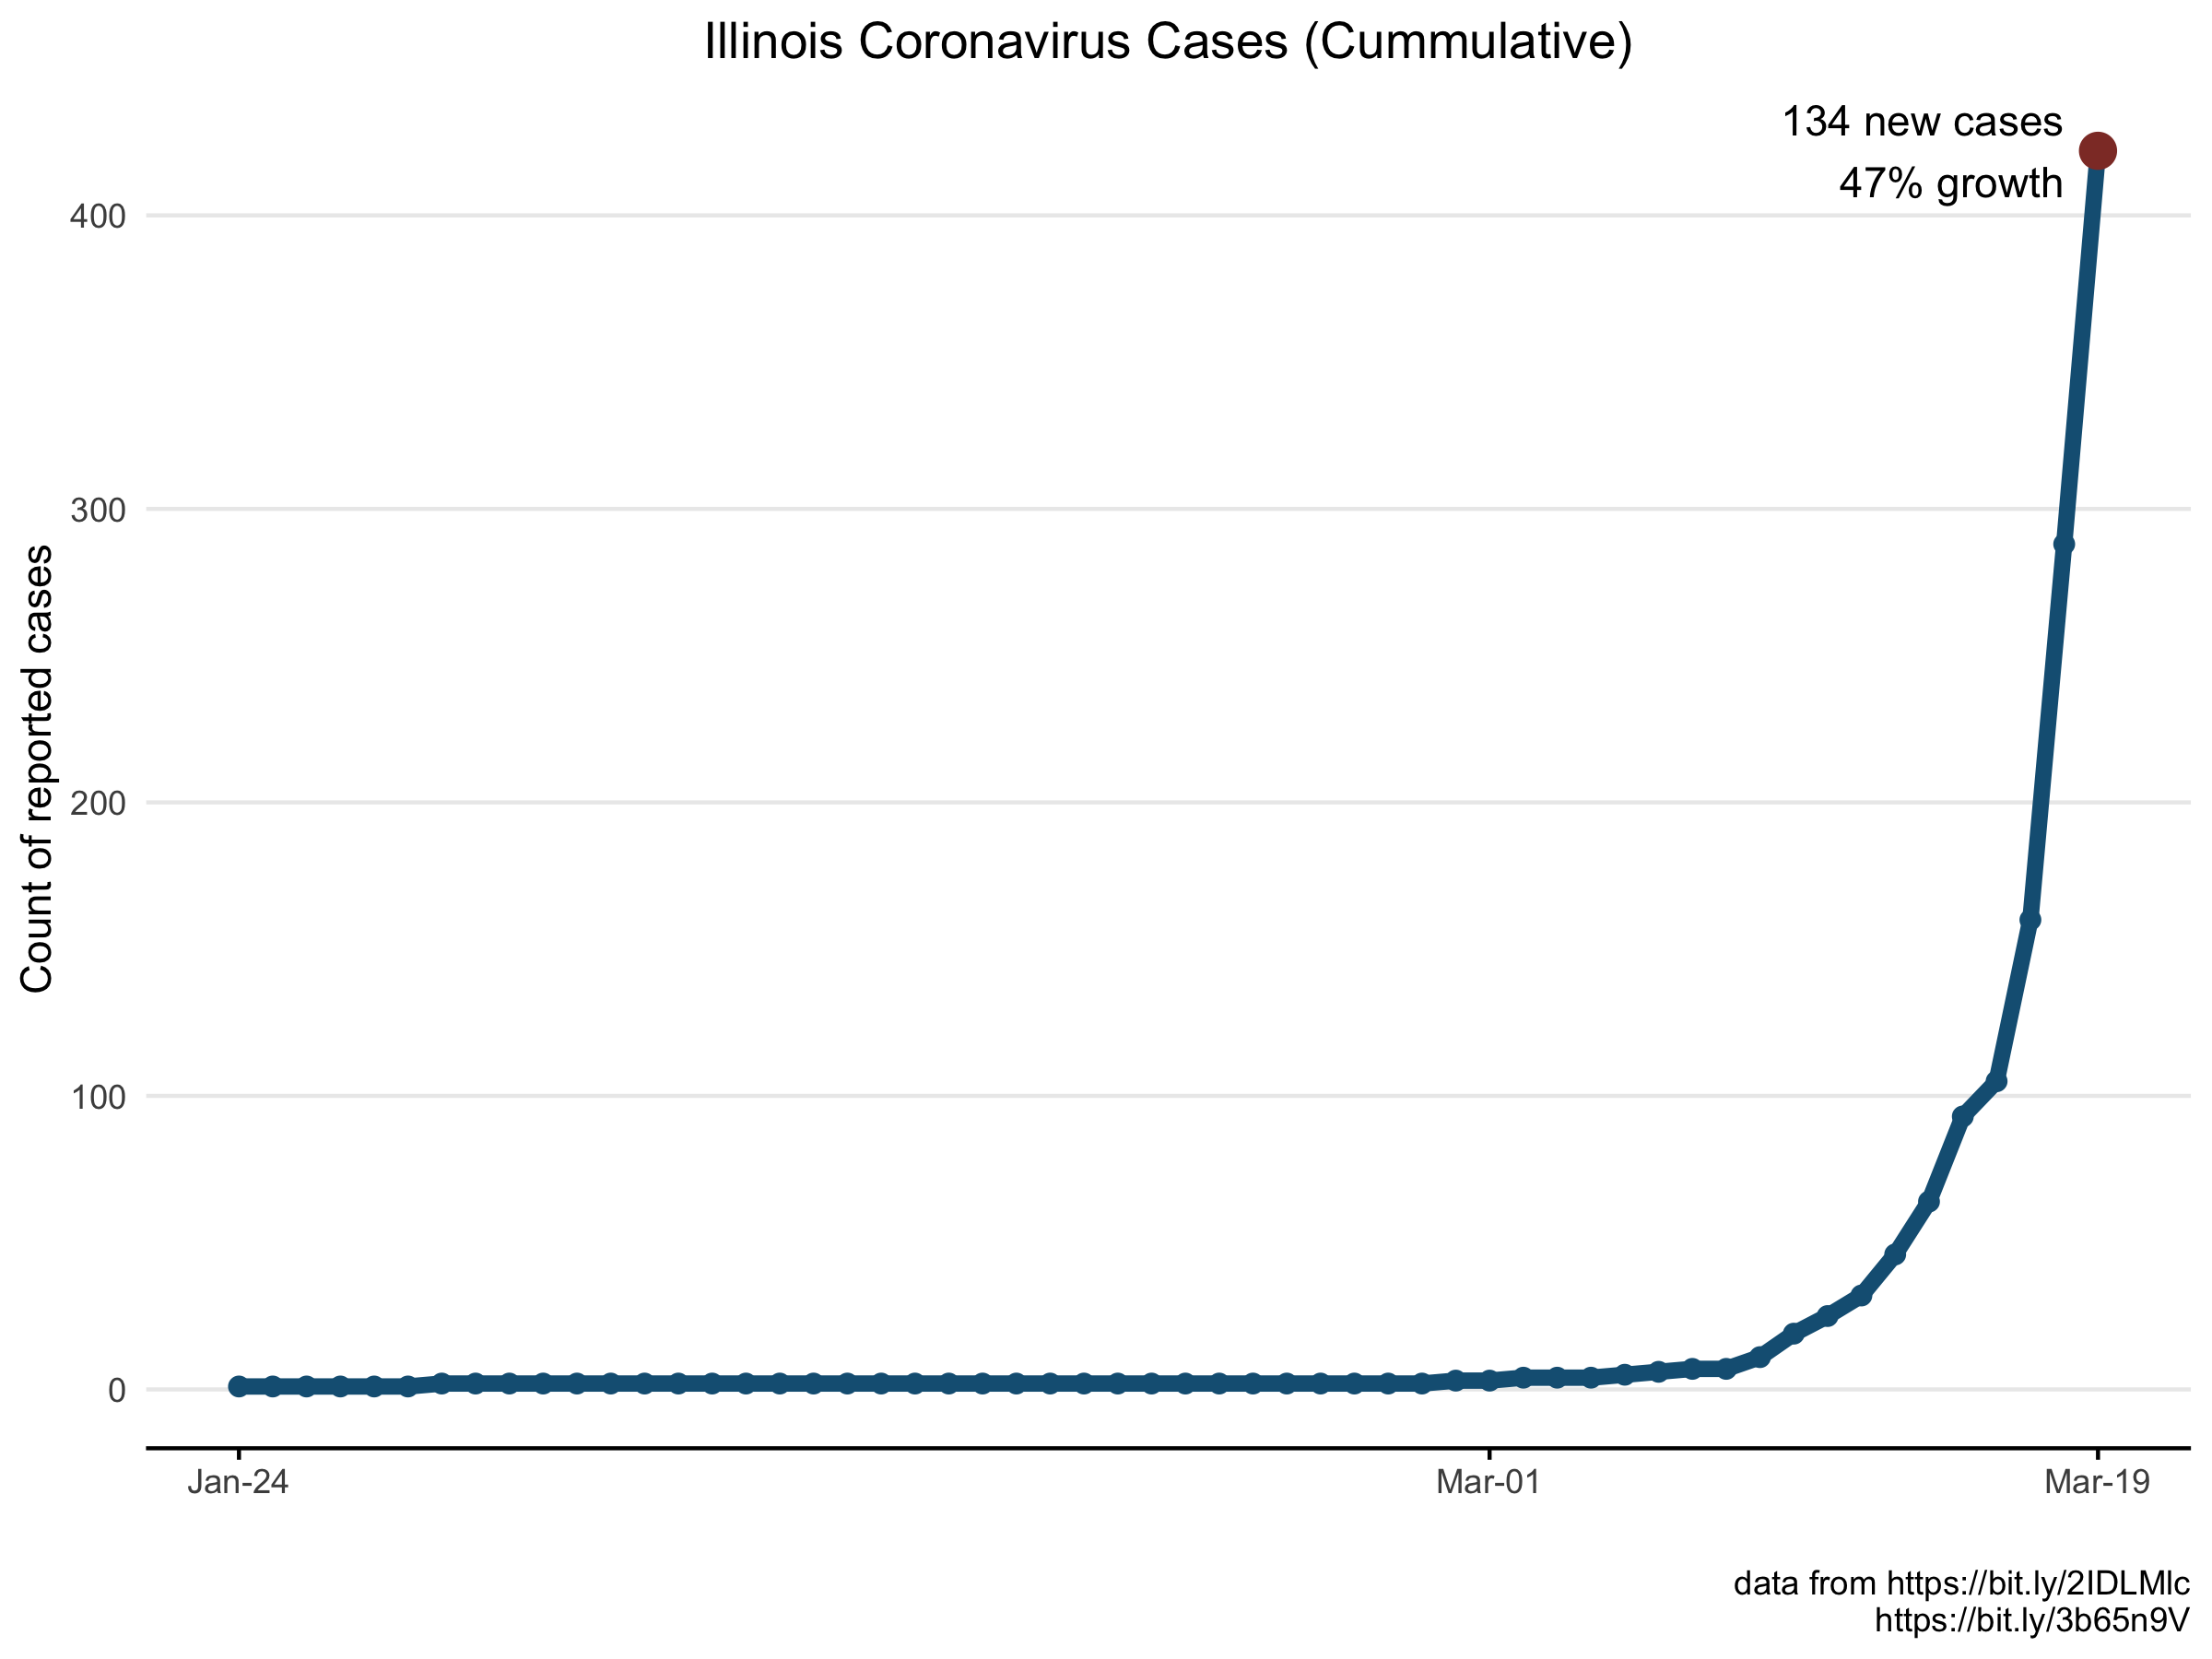 Illinois Coronavirus Cases (Cummulative)
134 new cases
47% growth
400
300
200
100
0
Count of reported cases
Jan-24
Mar-01
Mar-19
data from https://bit.ly/2IDLMlc
https://bit.ly/3b65n9V